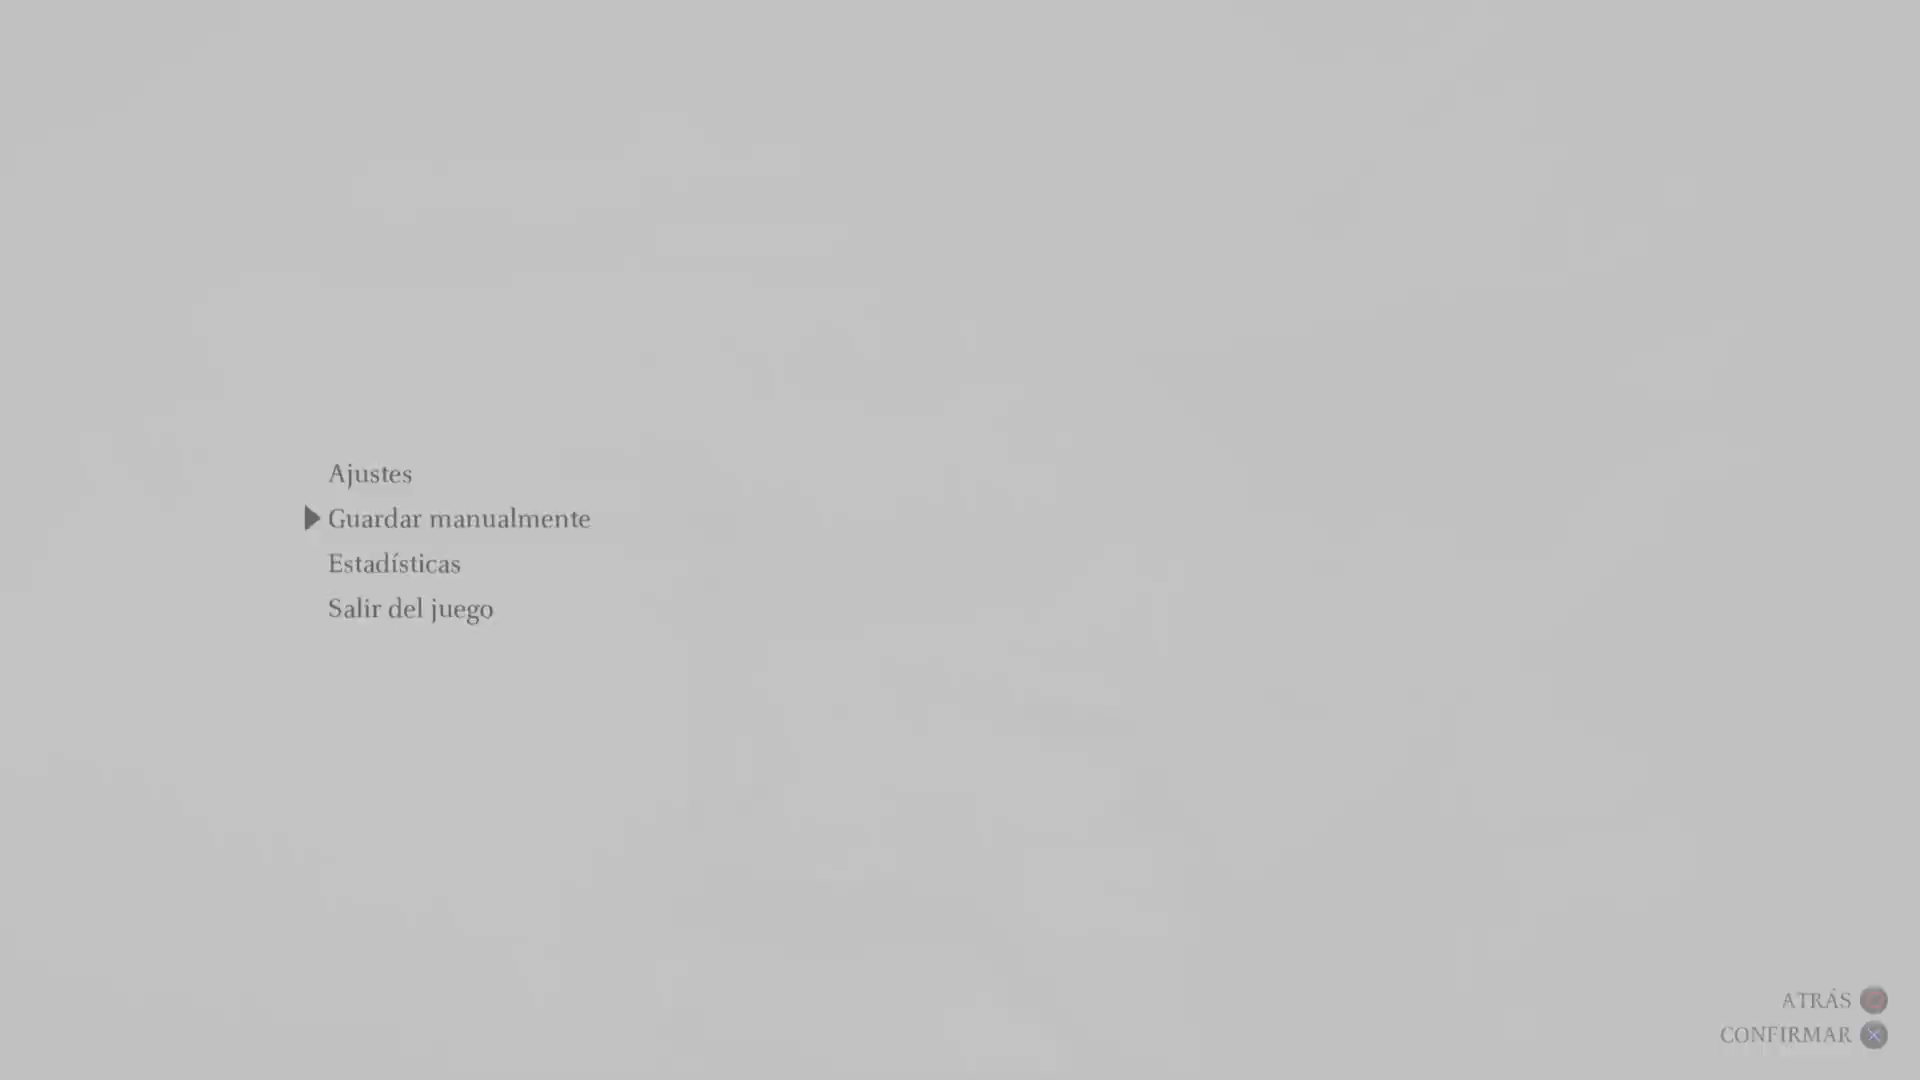 Ajustes
Guardar manualmente
Estadísticas
Salir del juego
ATRÁS
CONFIRMAR